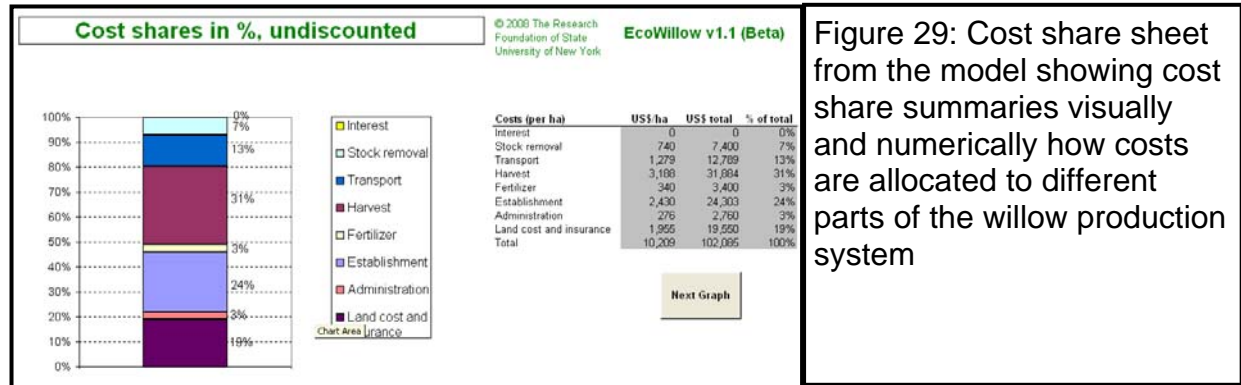 Cost shares in %, undiscounted
© 2008 The Research
Foundation of State
University of New York
EcoWillow v1.1 (Beta)
100%
90%
80%
70%
60%
50%
40%
30%
20%
10%
0%
0%
7%
13%
31%
3%
24%
3%
19%
Interest
Stock removal
Transport
Harvest
Fertilizer
Establishment
Administration
Land cost and
Chart Area urance
Costs (per ha) US$/ha US$ total % of total
Interest 0 0 0%
Stock removal 740 7,400 7%
Transport 1,279 12,789 13%
Harvest 3,188 31,884 31%
Fertilizer 340 3,400 3%
Establishment 2,430 24,303 24%
Administration 276 2,760 3%
Land cost and insurance 1,955 19,550 19%
Total 10,209 102,085 100%
Next Graph
Figure 29: Cost share sheet
from the model showing cost
share summaries visually
and numerically how costs
are allocated to different
parts of the willow production
system